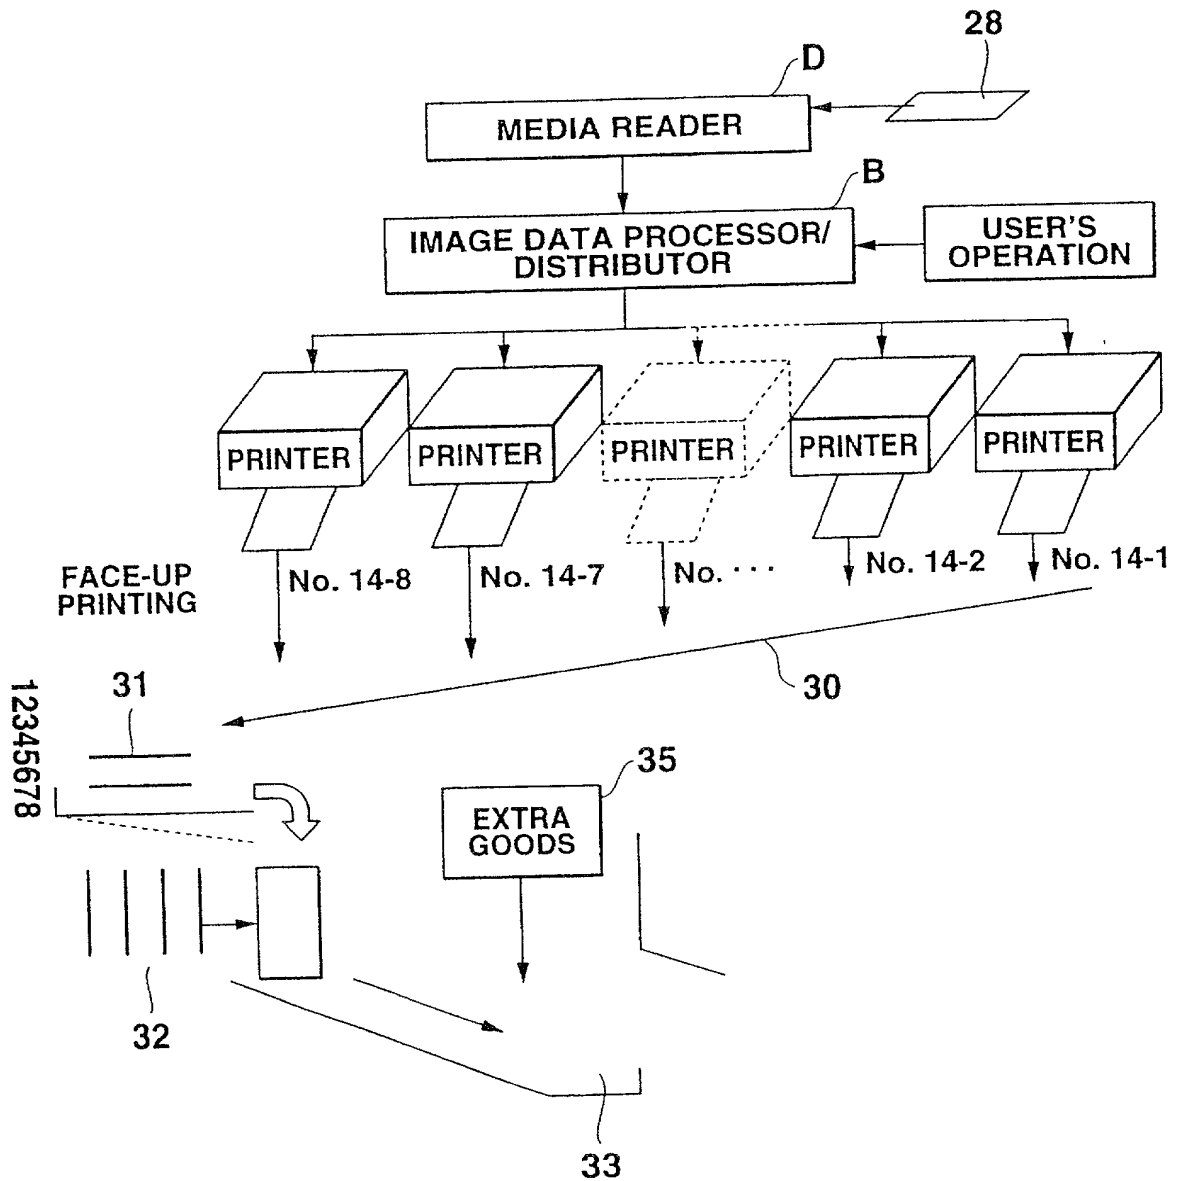 28
D
MEDIA READER
B
IMAGE DATA PROCESSOR/
DISTRIBUTOR
USER'S
OPERATION
PRINTER
PRINTER
PRINTER
PRINTER
PRINTER
No. 14-8
No. 14-7
No. ···
No. 14-2
No. 14-1
FACE-UP
PRINTING
30
31
12345678
35
EXTRA
GOODS
32
33